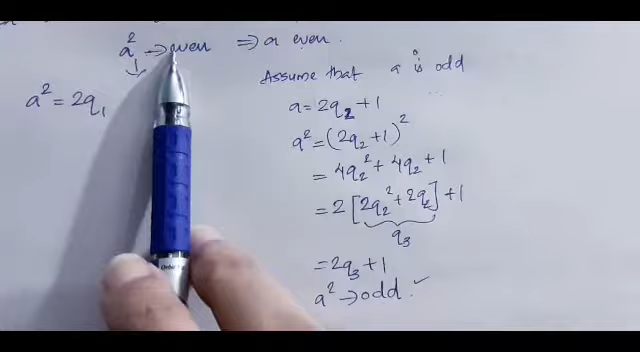 a² → even ⇒ a even.
a² = 2q₁
Assume that a is odd
a = 2q₂ + 1
a² = (2q₂ + 1)²
= 4q₂² + 4q₂ + 1
= 2 [2q₂² + 2q₂] + 1
q₃
= 2q₃ + 1
a² → odd. ✓